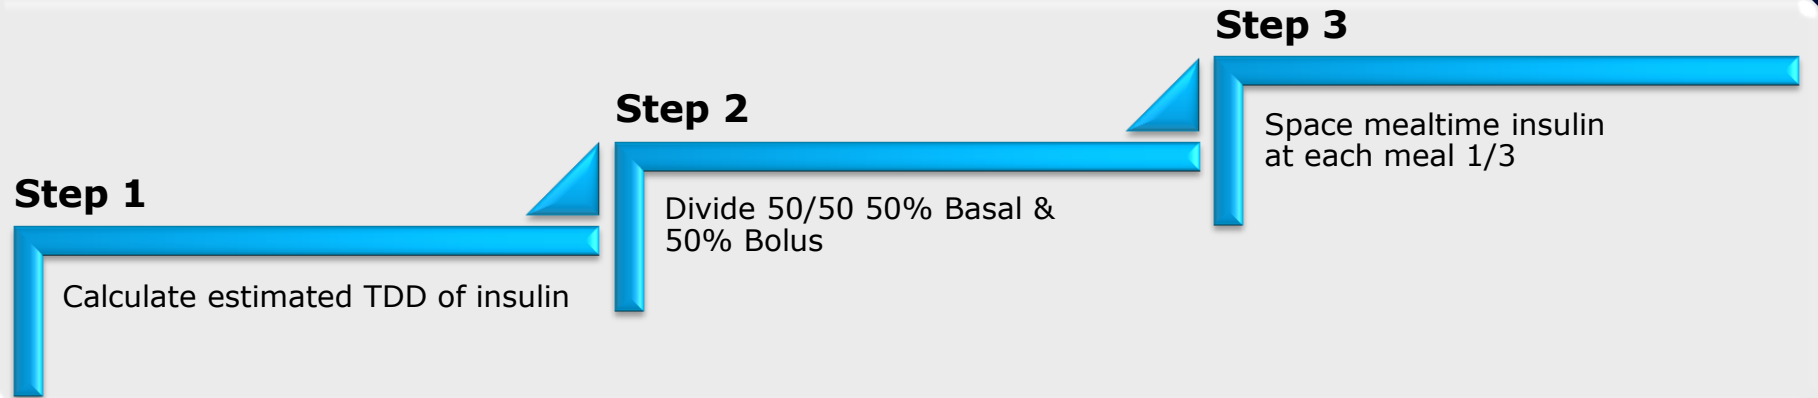 Step 1
Calculate estimated TDD of insulin
Step 2
Divide 50/50 50% Basal &
50% Bolus
Step 3
Space mealtime insulin
at each meal 1/3